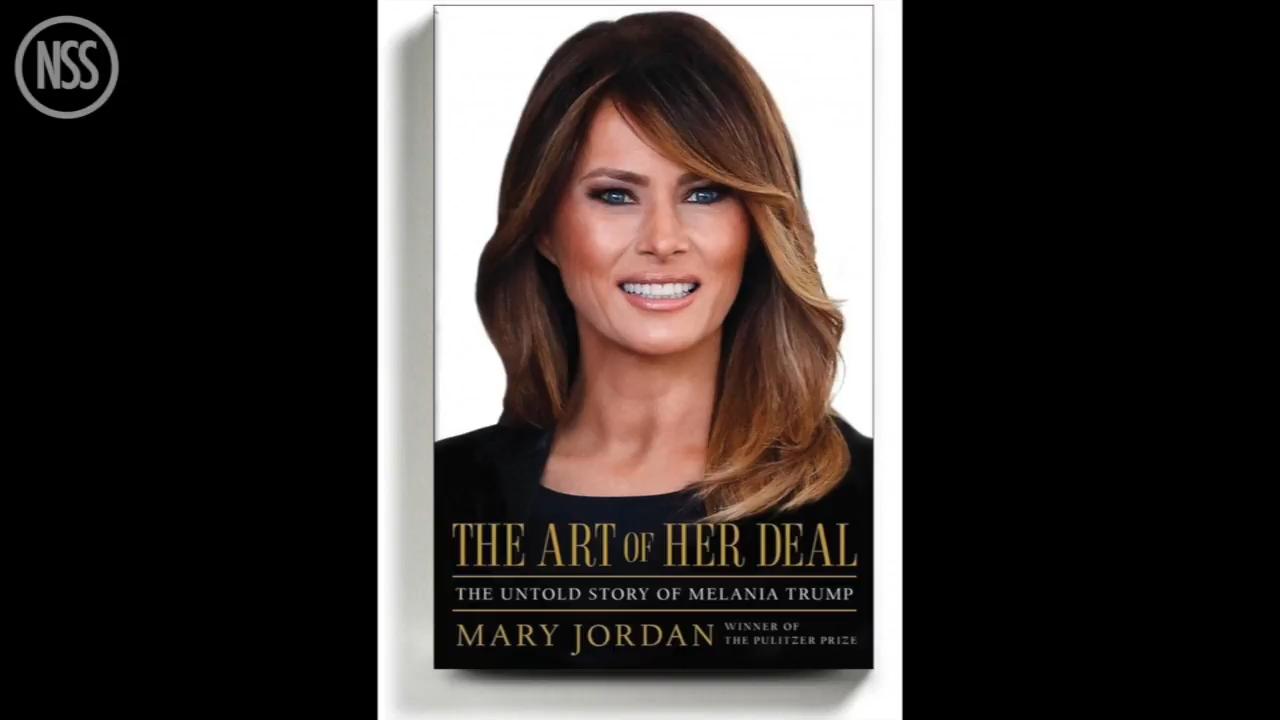 NSS
THE ART OF HER DEAL
THE UNTOLD STORY OF MELANIA TRUMP
MARY JORDAN
WINNER OF
THE PULITZER PRIZE